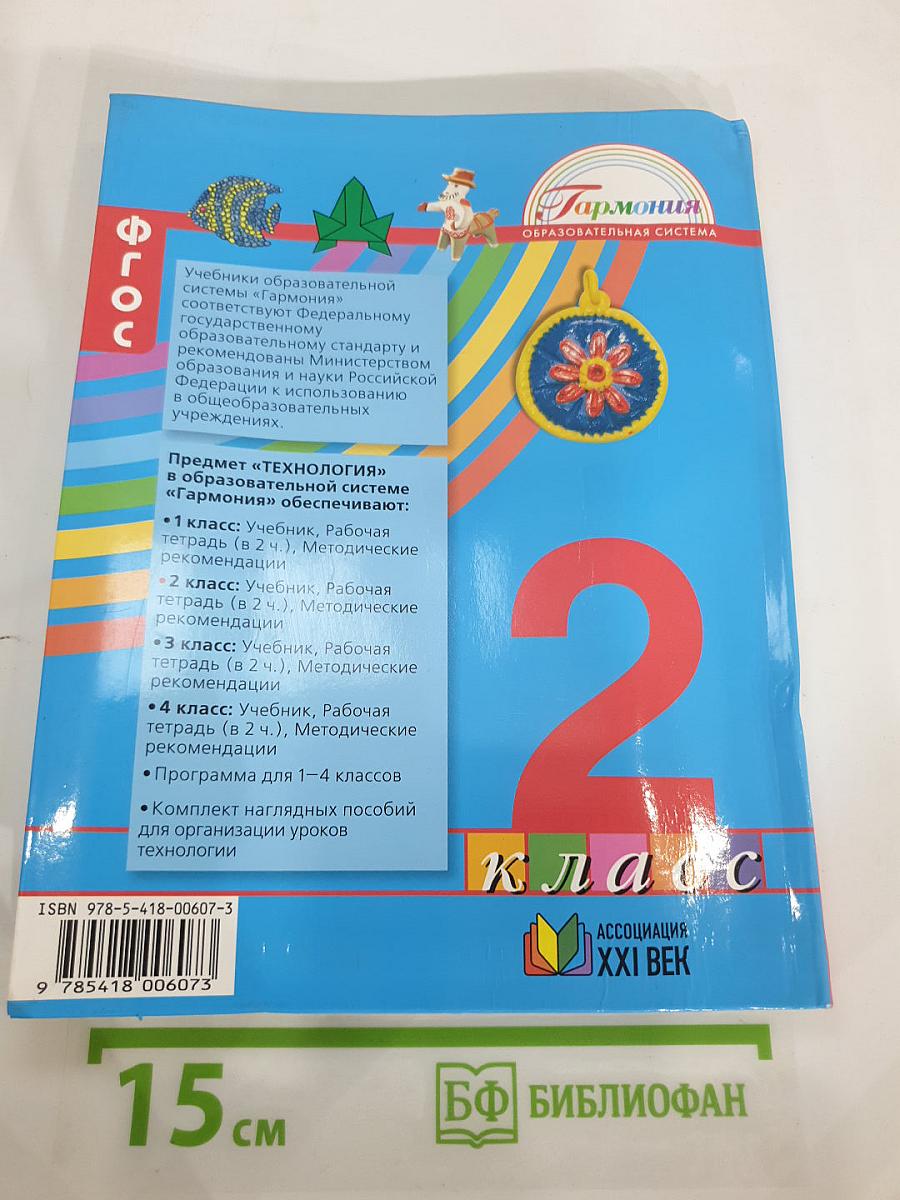 Гармония
ОБРАЗОВАТЕЛЬНАЯ СИСТЕМА
ФГОС
Учебники образовательной
системы «Гармония»
соответствуют Федеральному
государственному
образовательному стандарту и
рекомендованы Министерством
образования и науки Российской
Федерации к использованию
в общеобразовательных
учреждениях.
Предмет «ТЕХНОЛОГИЯ»
в образовательной системе
«Гармония» обеспечивают:
• 1 класс: Учебник, Рабочая
тетрадь (в 2 ч.), Методические
рекомендации
• 2 класс: Учебник, Рабочая
тетрадь (в 2 ч.), Методические
рекомендации
• 3 класс: Учебник, Рабочая
тетрадь (в 2 ч.), Методические
рекомендации
• 4 класс: Учебник, Рабочая
тетрадь (в 2 ч.), Методические
рекомендации
• Программа для 1–4 классов
• Комплект наглядных пособий
для организации уроков
технологии
2
класс
ISBN 978-5-418-00607-3
9 785418 006073
АССОЦИАЦИЯ
XXI ВЕК
15 см
БФ БИБЛИОФАН